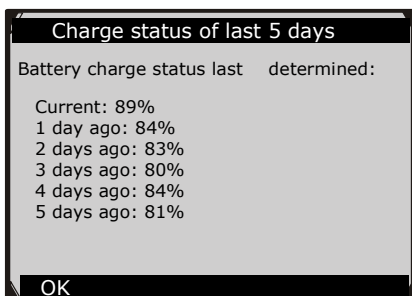 Charge status of last 5 days
Battery charge status last determined:
Current: 89%
1 day ago: 84%
2 days ago: 83%
3 days ago: 80%
4 days ago: 84%
5 days ago: 81%
OK